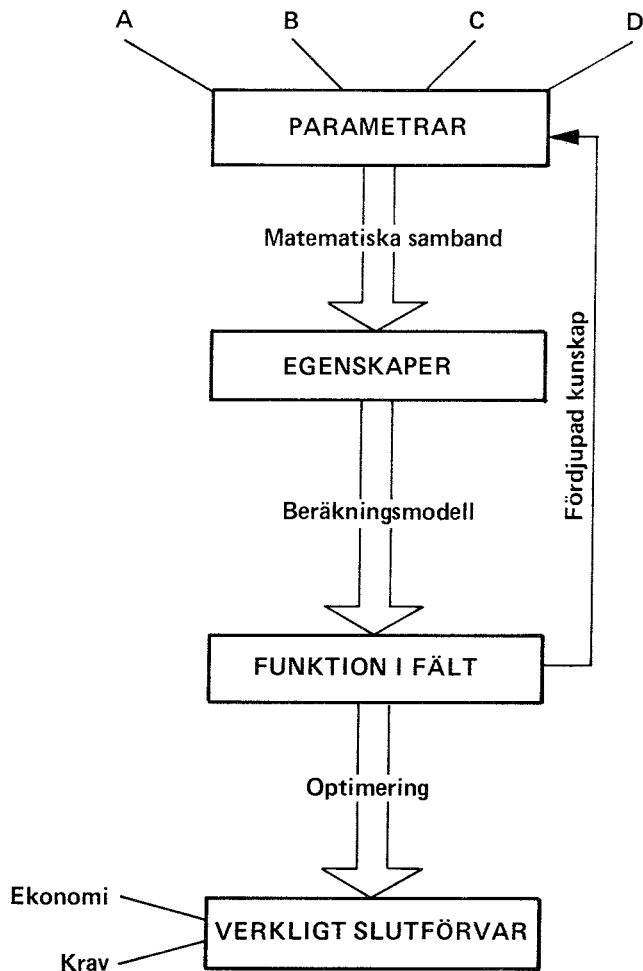 A
B
C
D
PARAMETRAR
Matematiska samband
EGENSKAPER
Fördjupad kunskap
Beräkningsmodell
FUNKTION I FÄLT
Optimering
Ekonomi
VERKLIGT SLUTFÖRVAR
Krav